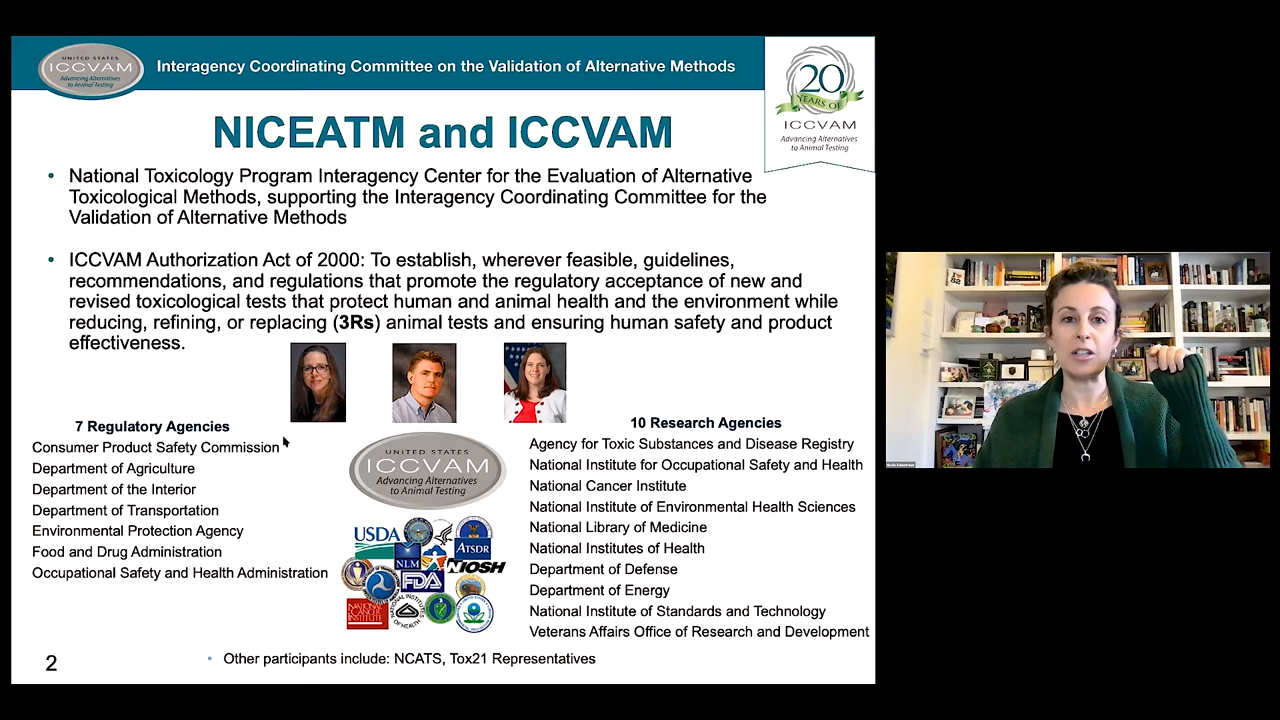 UNITED STATES
ICCVAM
Advancing Alternatives
to Animal Testing
Interagency Coordinating Committee on the Validation of Alternative Methods
20
YEARS OF
ICCVAM
Advancing Alternatives
to Animal Testing
NICEATM and ICCVAM
• National Toxicology Program Interagency Center for the Evaluation of Alternative
Toxicological Methods, supporting the Interagency Coordinating Committee for the
Validation of Alternative Methods
• ICCVAM Authorization Act of 2000: To establish, wherever feasible, guidelines,
recommendations, and regulations that promote the regulatory acceptance of new and
revised toxicological tests that protect human and animal health and the environment while
reducing, refining, or replacing (3Rs) animal tests and ensuring human safety and product
effectiveness.
7 Regulatory Agencies
Consumer Product Safety Commission
Department of Agriculture
Department of the Interior
Department of Transportation
Environmental Protection Agency
Food and Drug Administration
Occupational Safety and Health Administration
UNITED STATES
ICCVAM
Advancing Alternatives
to Animal Testing
USDA
ATSDR
NLM
NIOSH
FDA
NATIONAL
CANCER
INSTITUTE
NATIONAL INSTITUTES OF HEALTH
10 Research Agencies
Agency for Toxic Substances and Disease Registry
National Institute for Occupational Safety and Health
National Cancer Institute
National Institute of Environmental Health Sciences
National Library of Medicine
National Institutes of Health
Department of Defense
Department of Energy
National Institute of Standards and Technology
Veterans Affairs Office of Research and Development
• Other participants include: NCATS, Tox21 Representatives
2